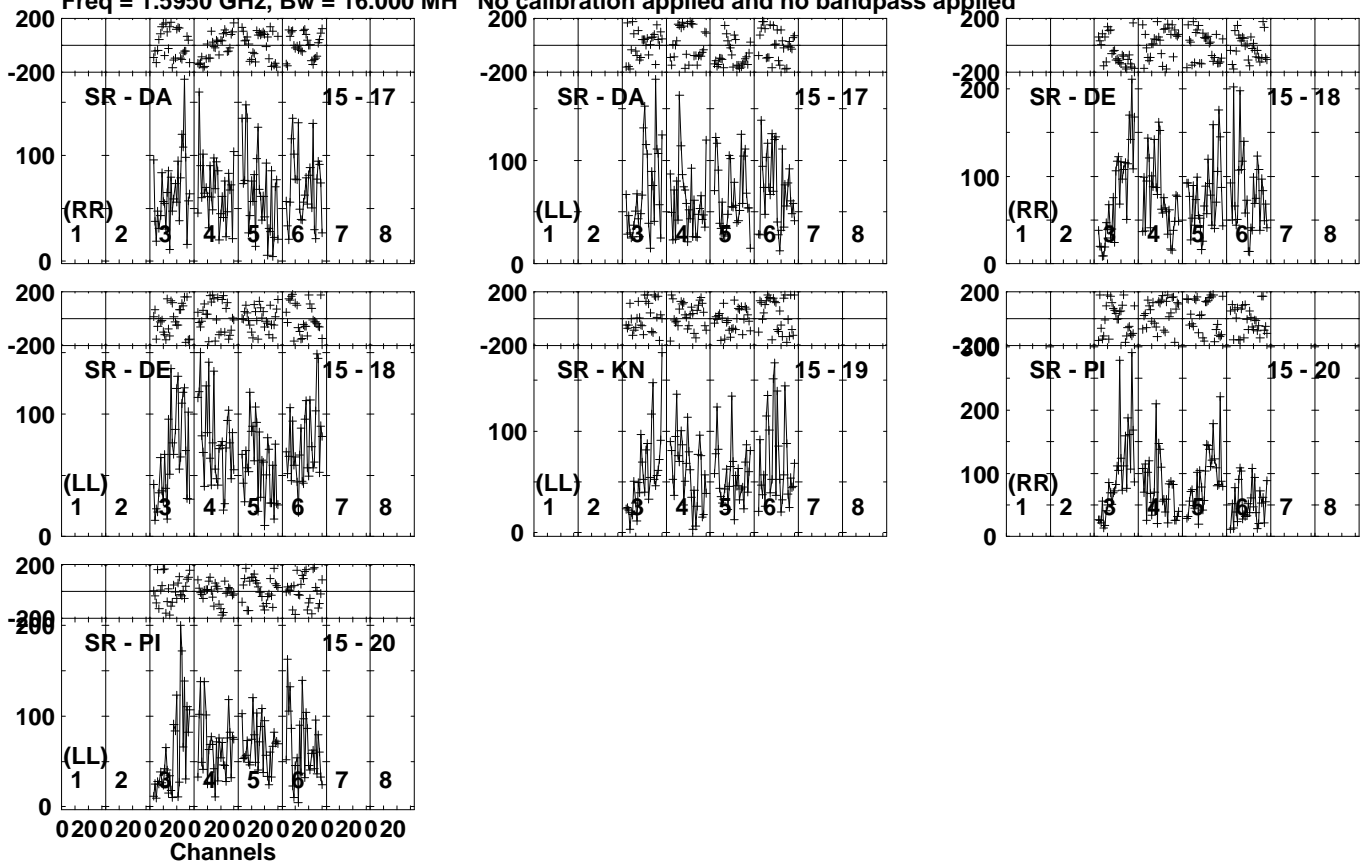 Freq = 1.5950 GHz, Bw = 16.000 MH No calibration applied and no bandpass applied
200
-200
SR - DA 15 - 17
100
(RR)
1 2 3 4 5 6 7 8
0
200
-200
SR - DA 15 - 17
100
(LL)
1 2 3 4 5 6 7 8
0
200
-200
200
SR - DE 15 - 18
100
(RR)
1 2 3 4 5 6 7 8
0
200
-200
SR - DE 15 - 18
100
(LL)
1 2 3 4 5 6 7 8
0
200
-200
SR - KN 15 - 19
100
(LL)
1 2 3 4 5 6 7 8
0
200
-200
300
SR - PI 15 - 20
200
100
(RR)
1 2 3 4 5 6 7 8
0
200
-200
200
SR - PI 15 - 20
100
(LL)
1 2 3 4 5 6 7 8
0
0 20 0 20 0 20 0 20 0 20 0 20 0 20 0 20
Channels